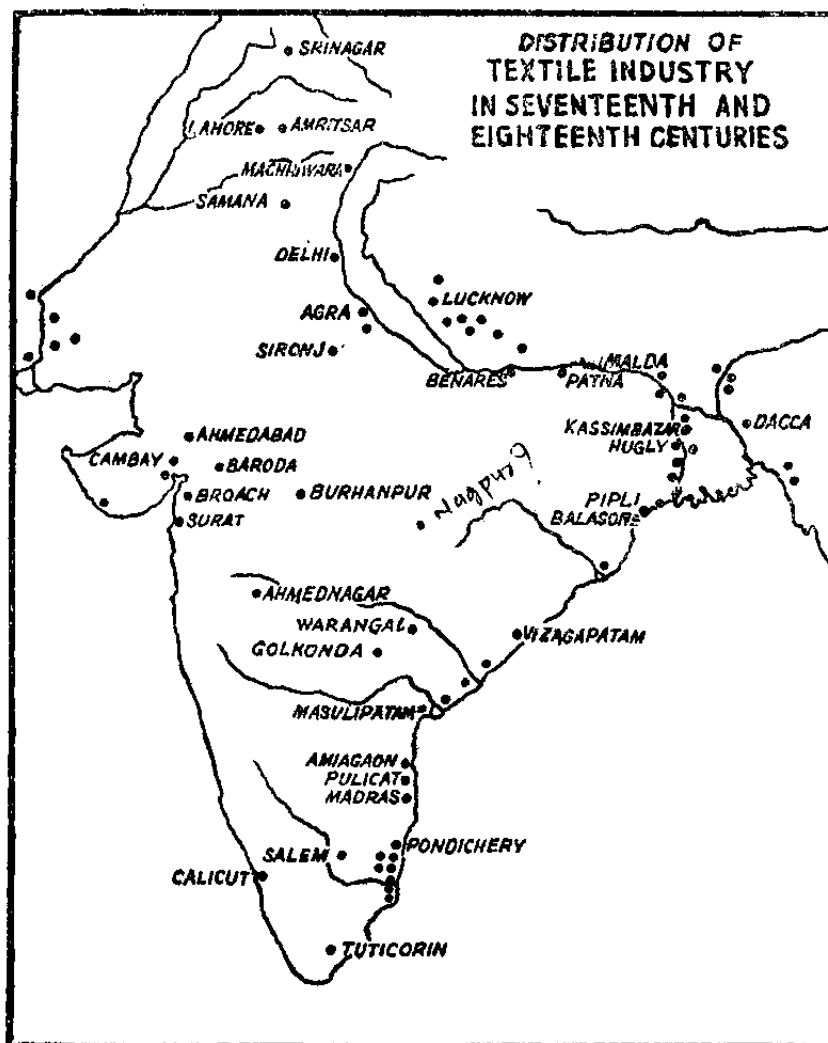 DISTRIBUTION OF
TEXTILE INDUSTRY
IN SEVENTEENTH AND
EIGHTEENTH CENTURIES
SRINAGAR
LAHORE AMRITSAR
MACHIWARA
SAMANA
DELHI
LUCKNOW
AGRA
SIRONJ
MALDA
BENARES PATNA
AHMEDABAD
KASSIMBAZAR DACCA
HUGLY
CAMBAY BARODA
BROACH BURHANPUR Nagpur?
PIPLI
SURAT BALASORE
AHMEDNAGAR
WARANGAL VIZAGAPATAM
GOLKONDA
MASULIPATAM
AMAGAON
PULICAT
MADRAS
PONDICHERY
SALEM
CALICUT
TUTICORIN